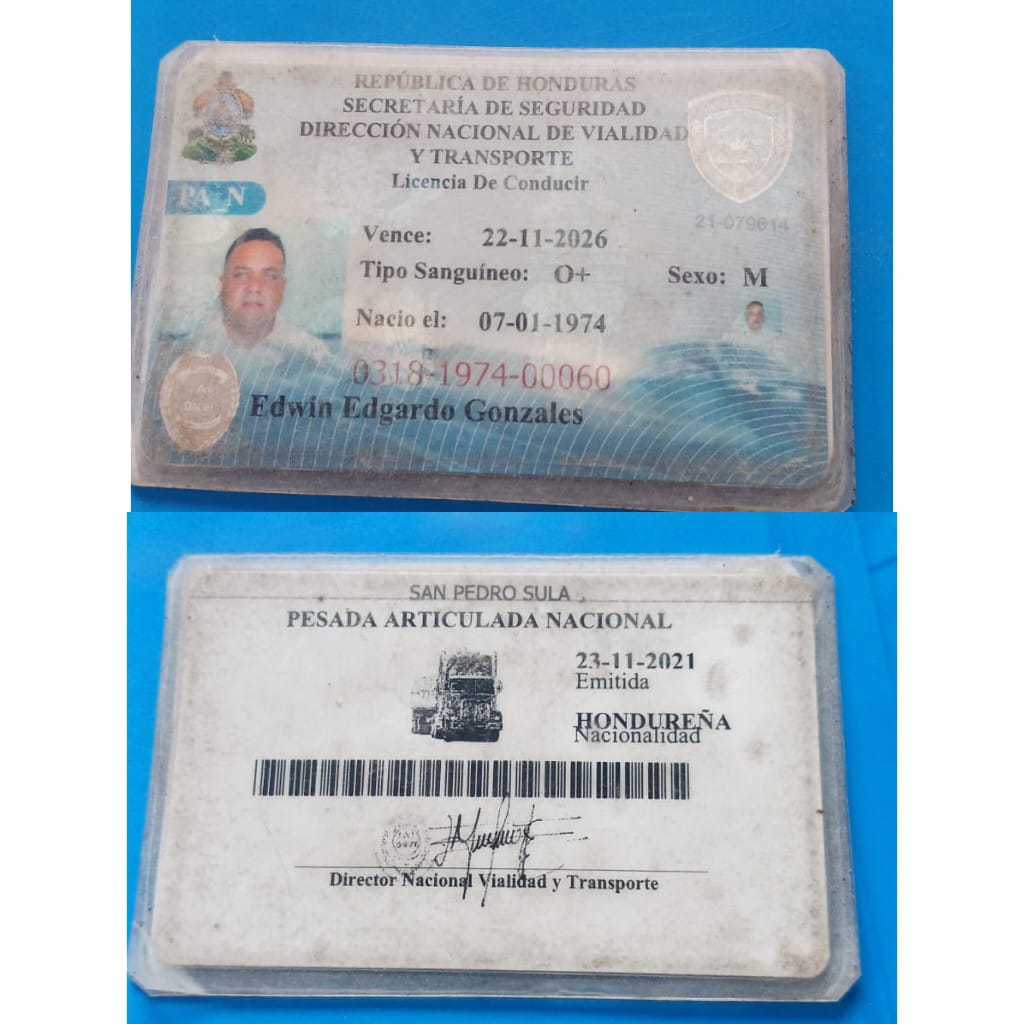 REPÚBLICA DE HONDURAS
SECRETARÍA DE SEGURIDAD
DIRECCIÓN NACIONAL DE VIALIDAD
Y TRANSPORTE
Licencia De Conducir
PA_N
21-079614
Vence: 22-11-2026
Tipo Sanguíneo: O+ Sexo: M
Nacio el: 07-01-1974
0318-1974-00060
Edwin Edgardo Gonzales
SAN PEDRO SULA
PESADA ARTICULADA NACIONAL
23-11-2021
Emitida
HONDUREÑA
Nacionalidad
Director Nacional Vialidad y Transporte